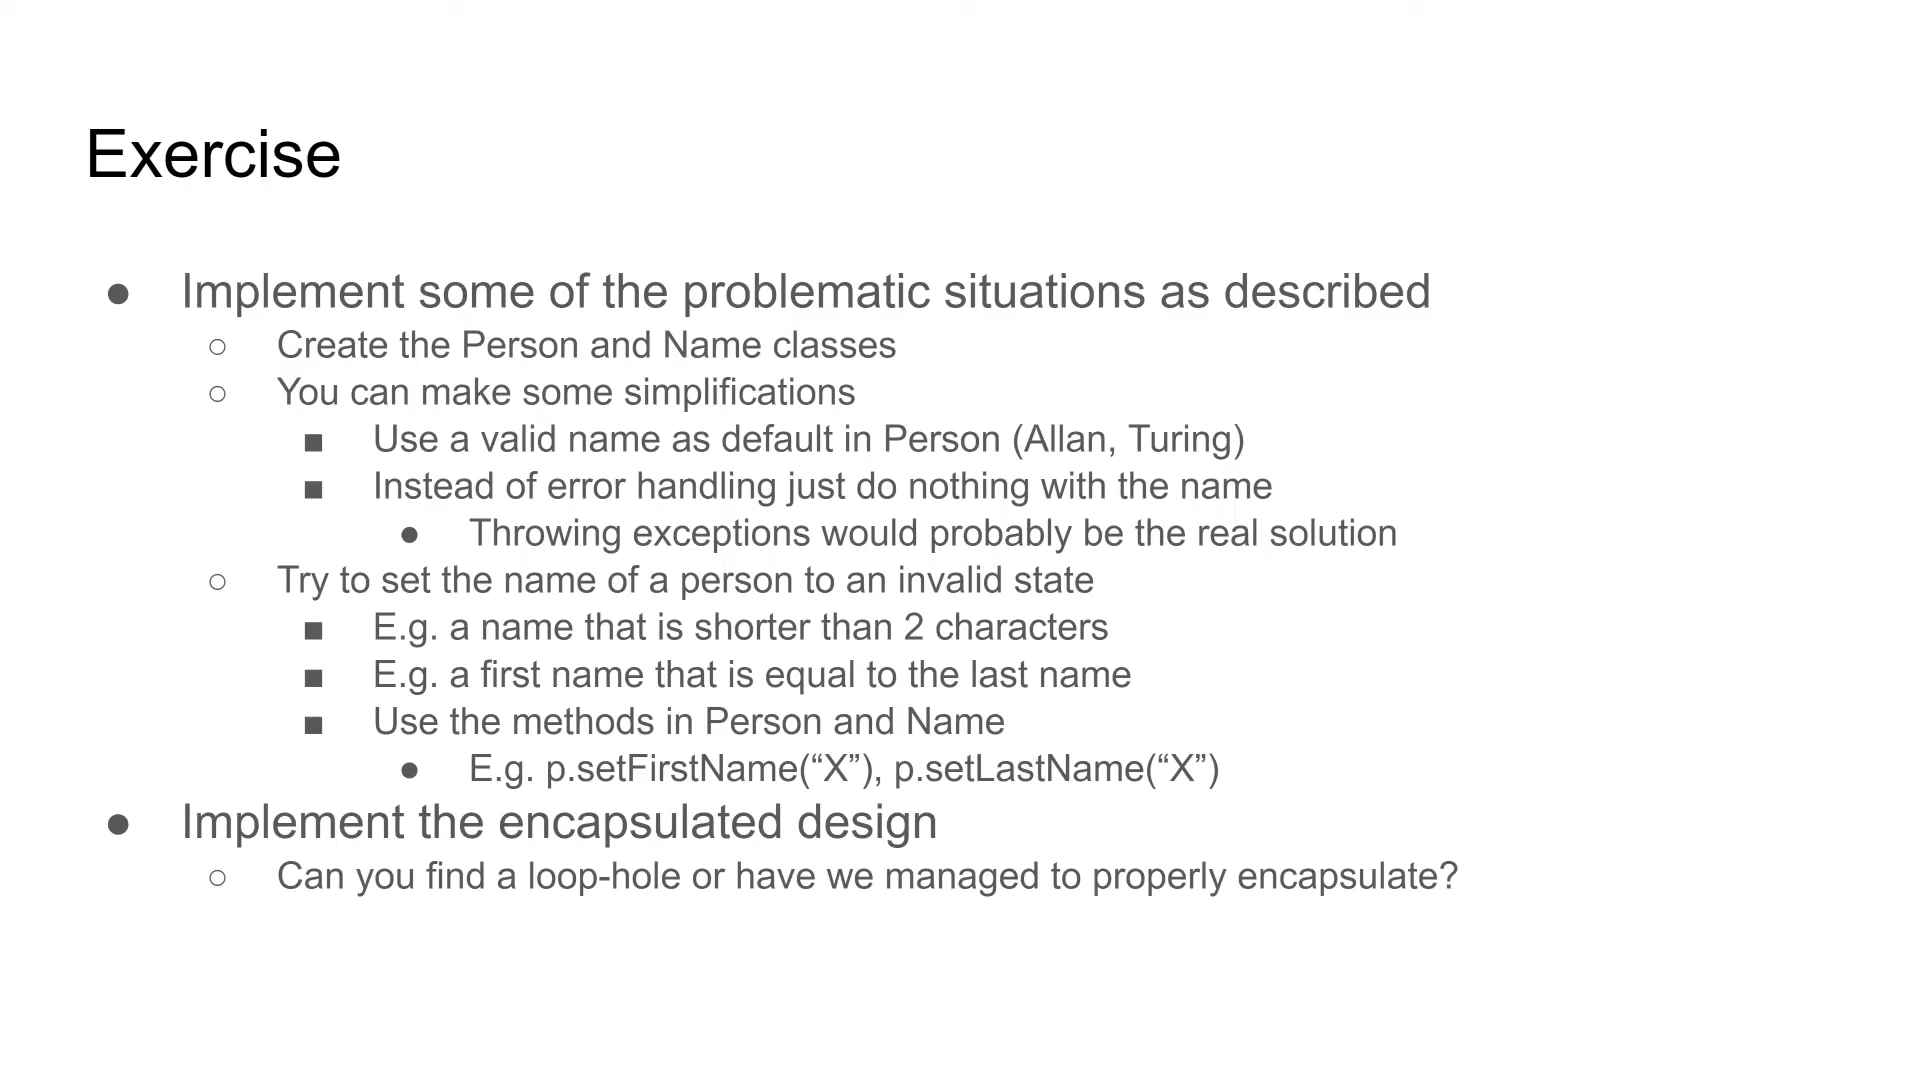 Exercise
● Implement some of the problematic situations as described
○ Create the Person and Name classes
○ You can make some simplifications
■ Use a valid name as default in Person (Allan, Turing)
■ Instead of error handling just do nothing with the name
● Throwing exceptions would probably be the real solution
○ Try to set the name of a person to an invalid state
■ E.g. a name that is shorter than 2 characters
■ E.g. a first name that is equal to the last name
■ Use the methods in Person and Name
● E.g. p.setFirstName(“X”), p.setLastName(“X”)
● Implement the encapsulated design
○ Can you find a loop-hole or have we managed to properly encapsulate?